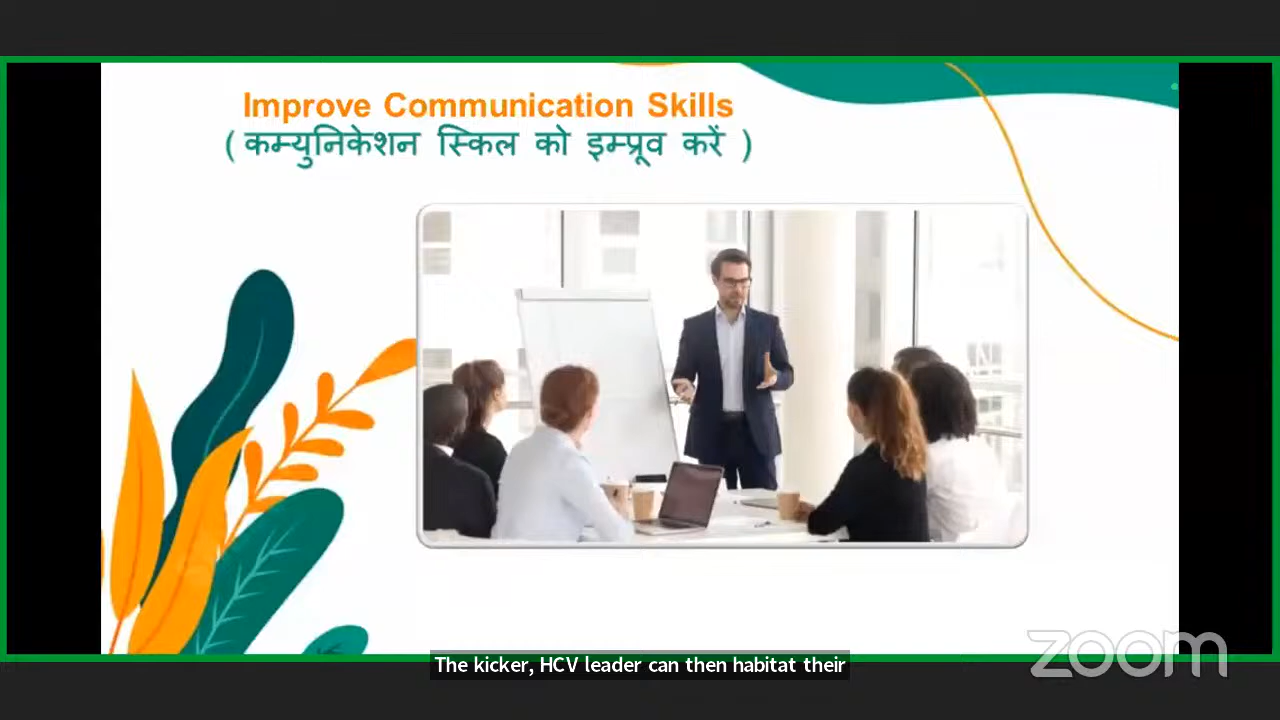 Improve Communication Skills
( कम्युनिकेशन स्किल को इम्प्रूव करें )
zoom
The kicker, HCV leader can then habitat their